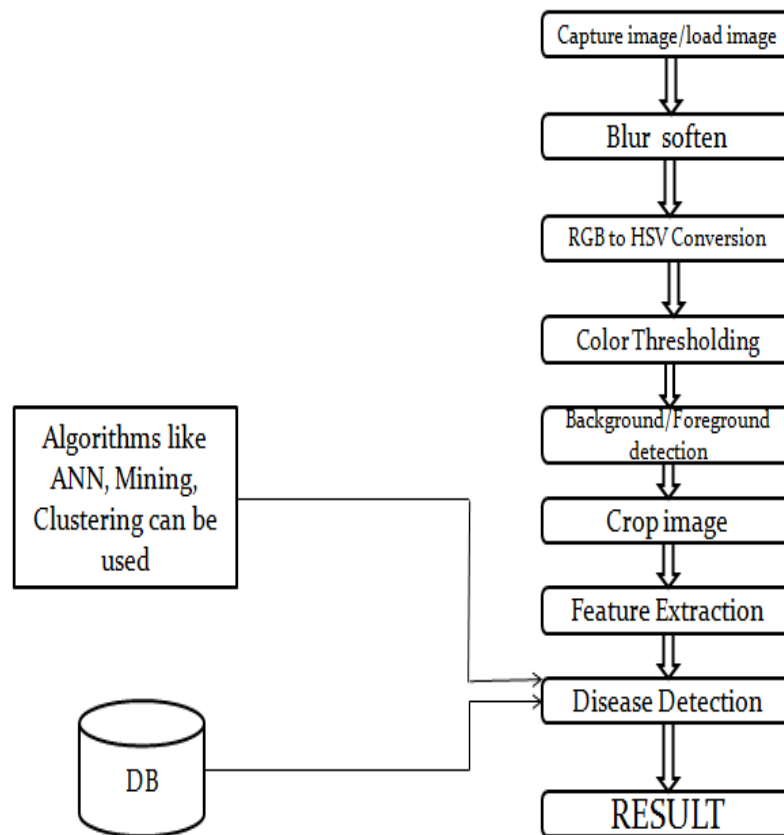 Capture image/load image
Blur soften
RGB to HSV Conversion
Color Thresholding
Background/Foreground
detection
Crop image
Feature Extraction
Disease Detection
RESULT
Algorithms like
ANN, Mining,
Clustering can be
used
DB